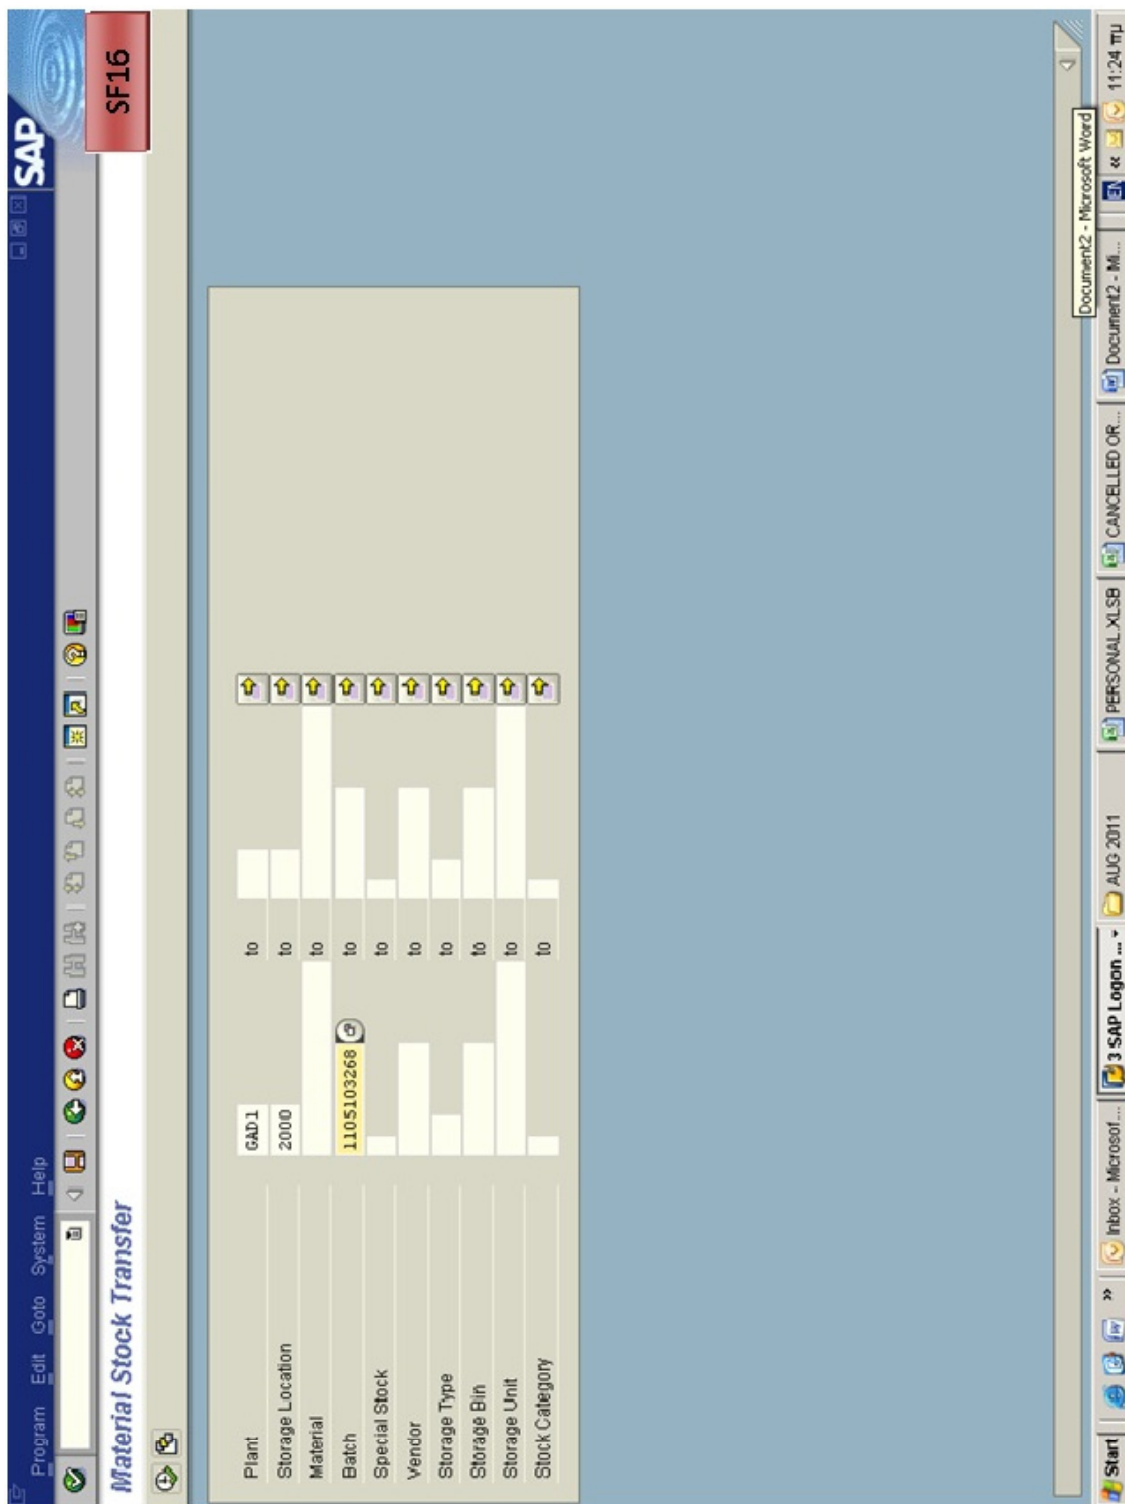 Program Edit Goto System Help
SAP
Material Stock Transfer
SF16
Plant GAD1 to
Storage Location 2000 to
Material to
Batch 1105103268 to
Special Stock to
Vendor to
Storage Type to
Storage Bin to
Storage Unit to
Stock Category to
Document2 - Microsoft Word
Start » Inbox - Microsof... 3 SAP Logon ... AUG 2011 PERSONAL.XLSB CANCELLED OR... Document2 - Mi... EN « 11:24 πμ